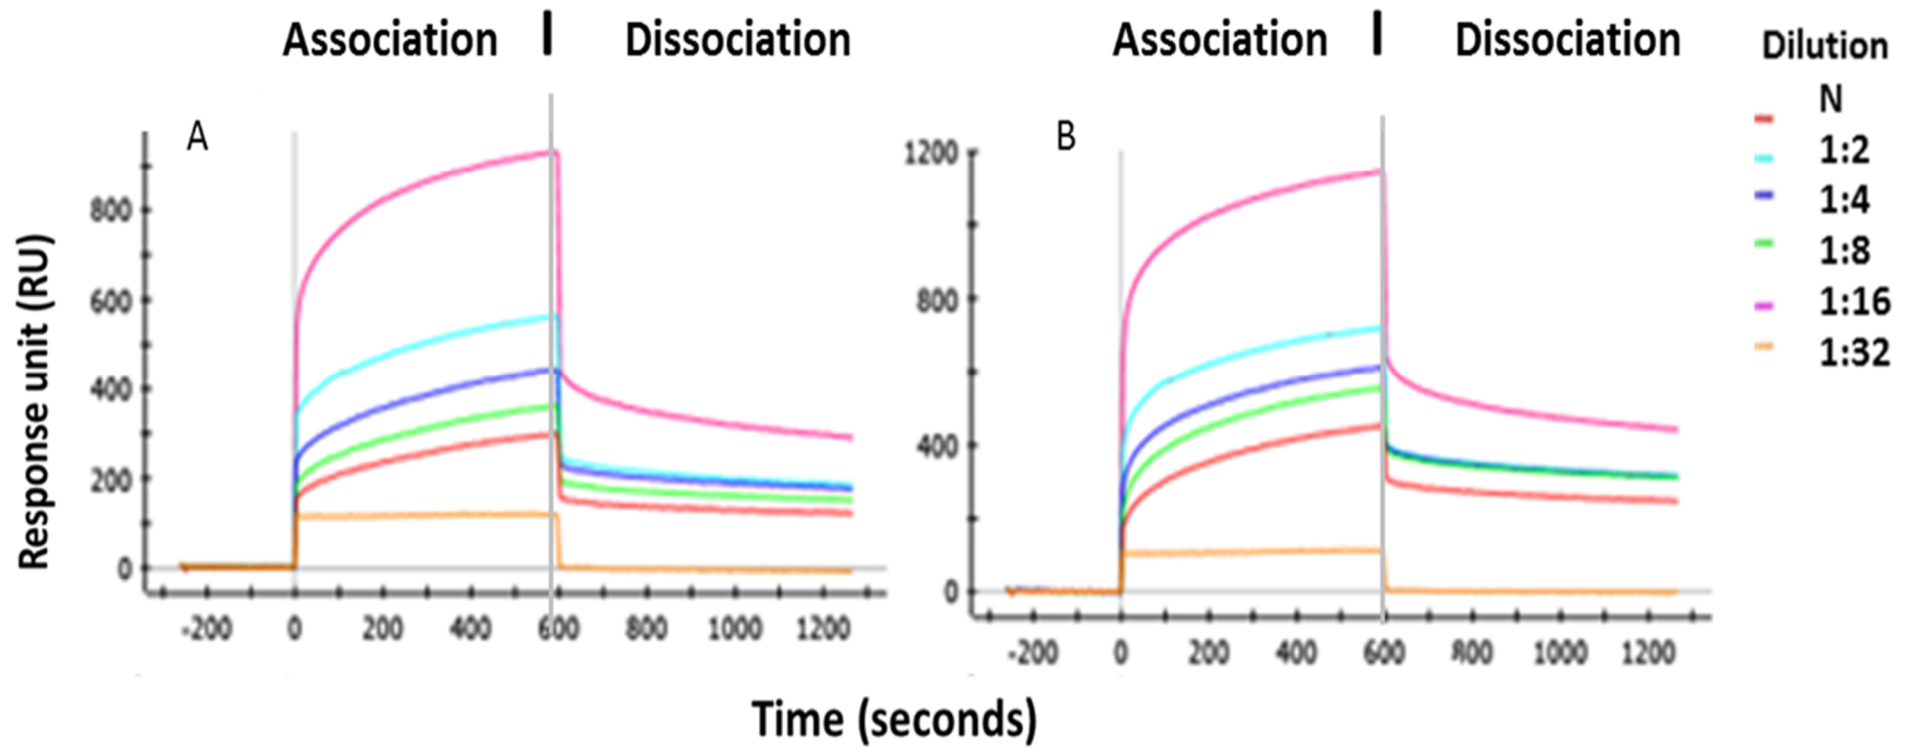 Association | Dissociation
Association | Dissociation
Dilution
N
1:2
1:4
1:8
1:16
1:32
A
B
Response unit (RU)
800
600
400
200
0
-200 0 200 400 600 800 1000 1200
1200
800
400
0
-200 0 200 400 600 800 1000 1200
Time (seconds)